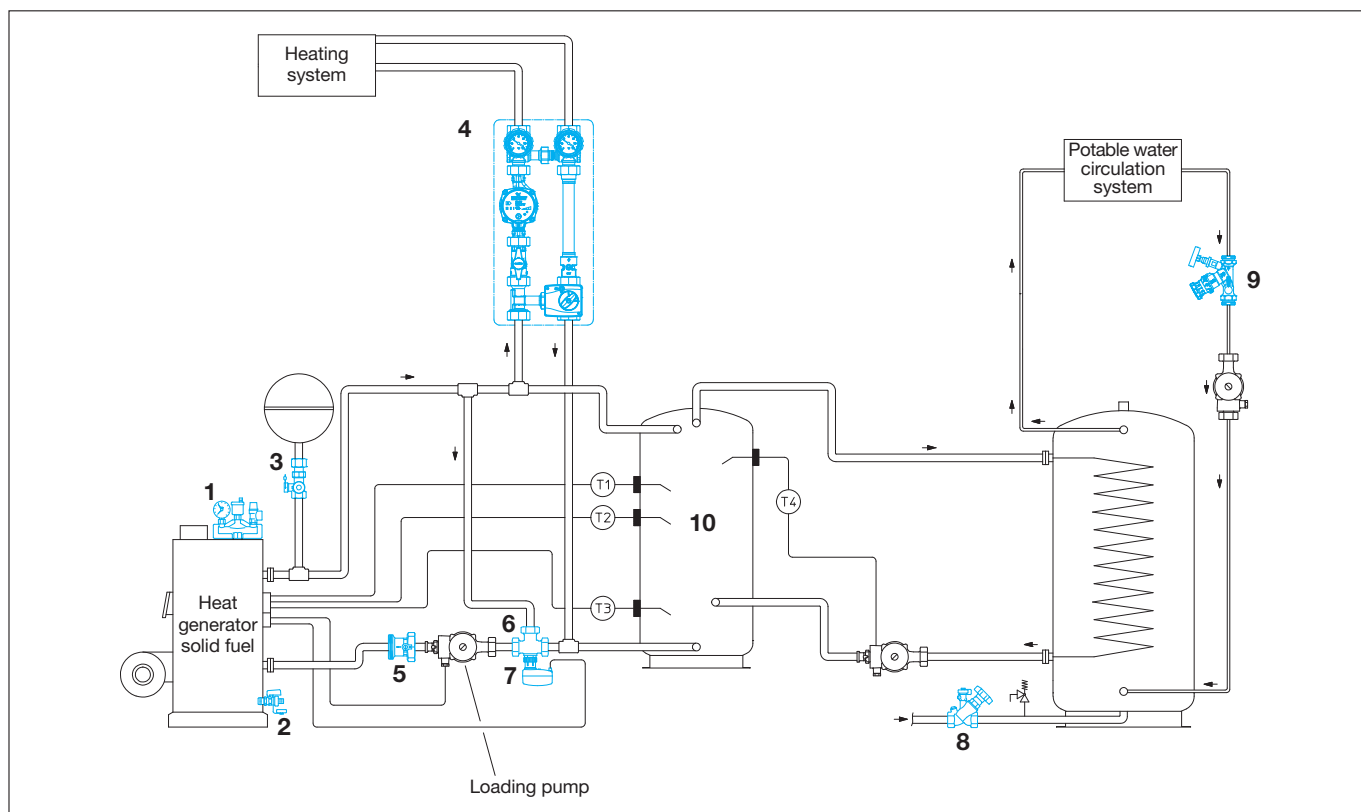 Heating
system
4
Potable water
circulation
system
9
3
1
T1
T2
10
T4
Heat
generator
solid fuel
T3
6
5
7
2
8
Loading pump